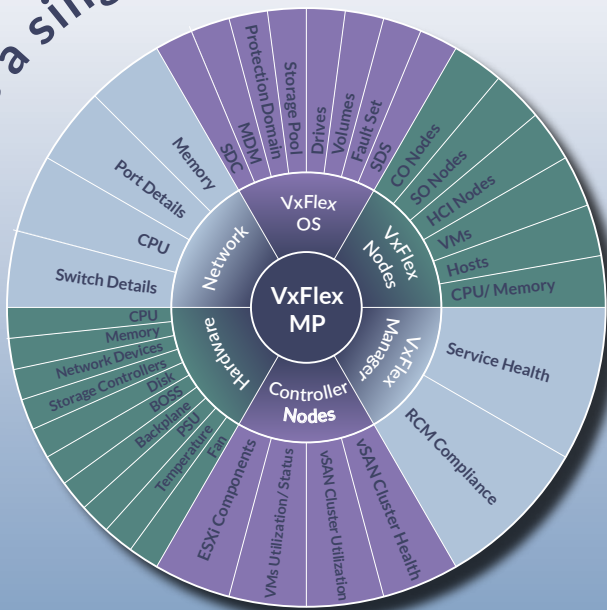 a sing
VxFlex
MP
VxFlex
OS
SDC
MDM
Protection Domain
Storage Pool
Drives
Volumes
Fault Set
SDS
VxFlex
Nodes
CO Nodes
SO Nodes
HCI Nodes
VMs
Hosts
CPU/ Memory
VxFlex
Manager
Service Health
RCM Compliance
Controller
Nodes
vSAN Cluster Health
vSAN Cluster Utilization
VMs Utilization/ Status
ESXi Components
Hardware
CPU
Memory
Network Devices
Storage Controllers
Disk
BOSS
Backplane
PSU
Temperature
Fan
Network
Switch Details
CPU
Port Details
Memory